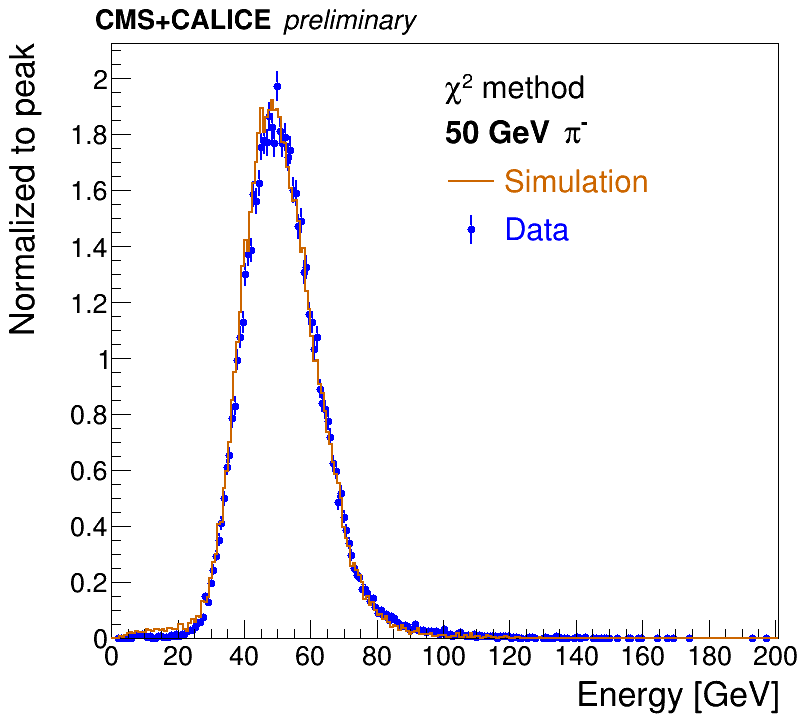 CMS+CALICE preliminary
Normalized to peak
χ² method
50 GeV π⁻
Simulation
Data
2
1.8
1.6
1.4
1.2
1
0.8
0.6
0.4
0.2
0
0 20 40 60 80 100 120 140 160 180 200
Energy [GeV]